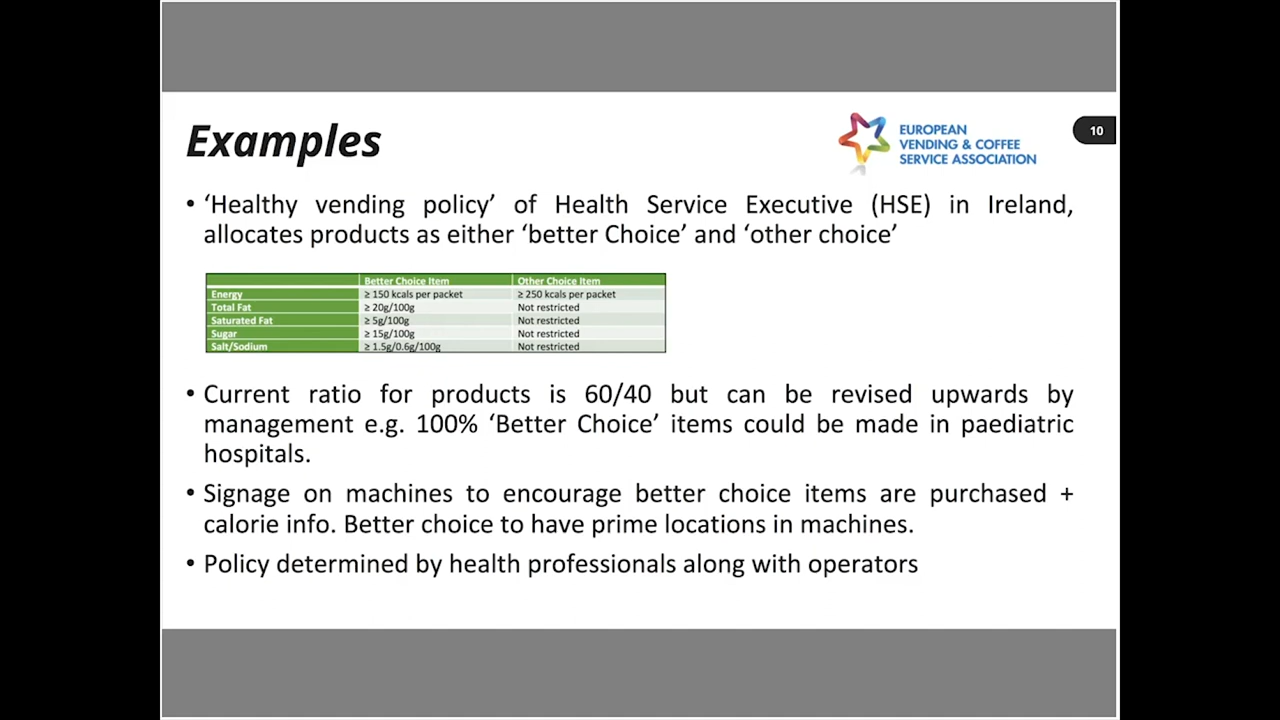 Examples
EUROPEAN
VENDING & COFFEE
SERVICE ASSOCIATION
10
• ‘Healthy vending policy’ of Health Service Executive (HSE) in Ireland,
allocates products as either ‘better Choice’ and ‘other choice’
Better Choice Item Other Choice Item
Energy ≥ 150 kcals per packet ≥ 250 kcals per packet
Total Fat ≥ 20g/100g Not restricted
Saturated Fat ≥ 5g/100g Not restricted
Sugar ≥ 15g/100g Not restricted
Salt/Sodium ≥ 1.5g/0.6g/100g Not restricted
• Current ratio for products is 60/40 but can be revised upwards by
management e.g. 100% ‘Better Choice’ items could be made in paediatric
hospitals.
• Signage on machines to encourage better choice items are purchased +
calorie info. Better choice to have prime locations in machines.
• Policy determined by health professionals along with operators